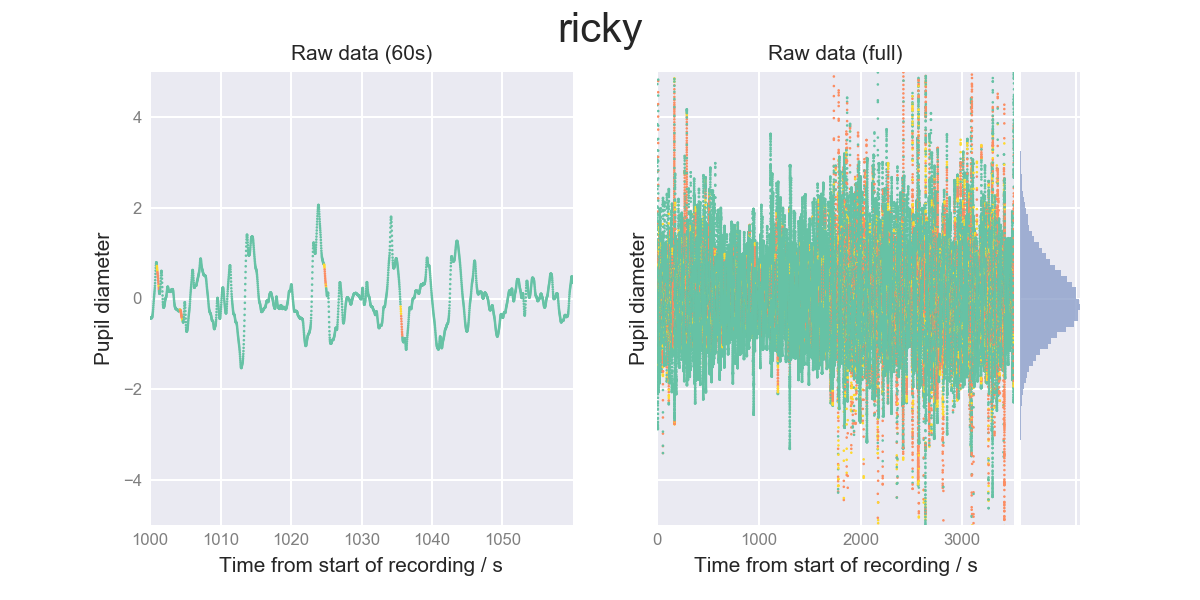 ricky
Raw data (60s)
Raw data (full)
Pupil diameter
4
2
0
−2
−4
1000 1010 1020 1030 1040 1050
Time from start of recording / s
Pupil diameter
0 1000 2000 3000
Time from start of recording / s